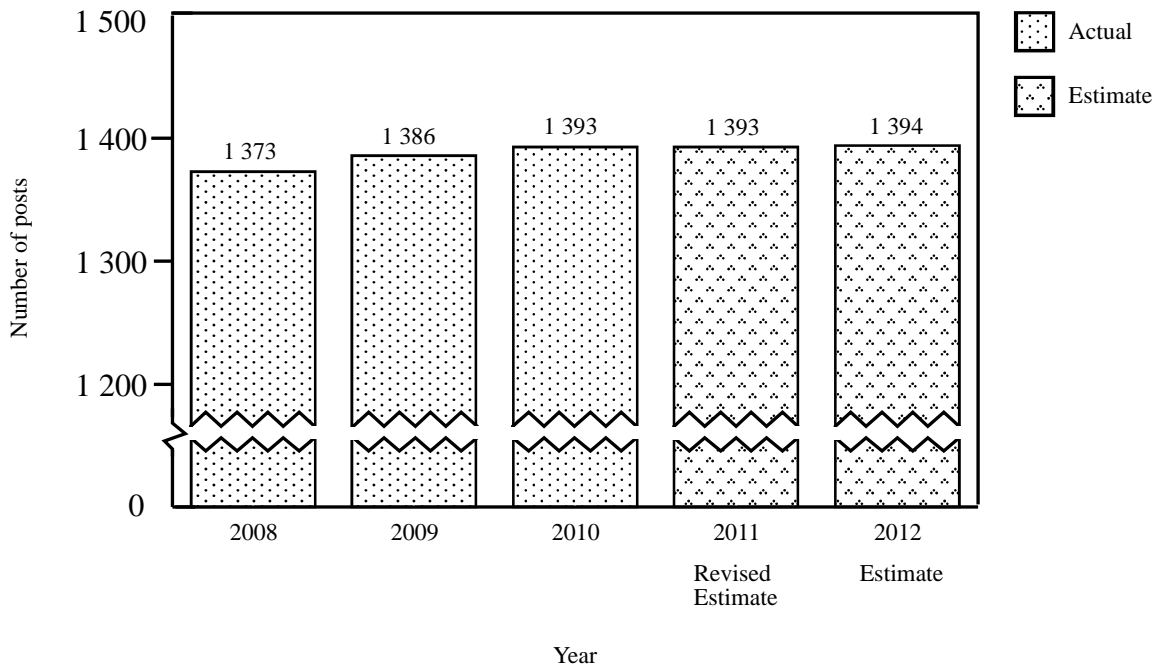 1 500
1 400
1 300
1 200
0
Number of posts
1 373
1 386
1 393
1 393
1 394
Actual
Estimate
2008
2009
2010
2011
2012
Revised
Estimate
Estimate
Year